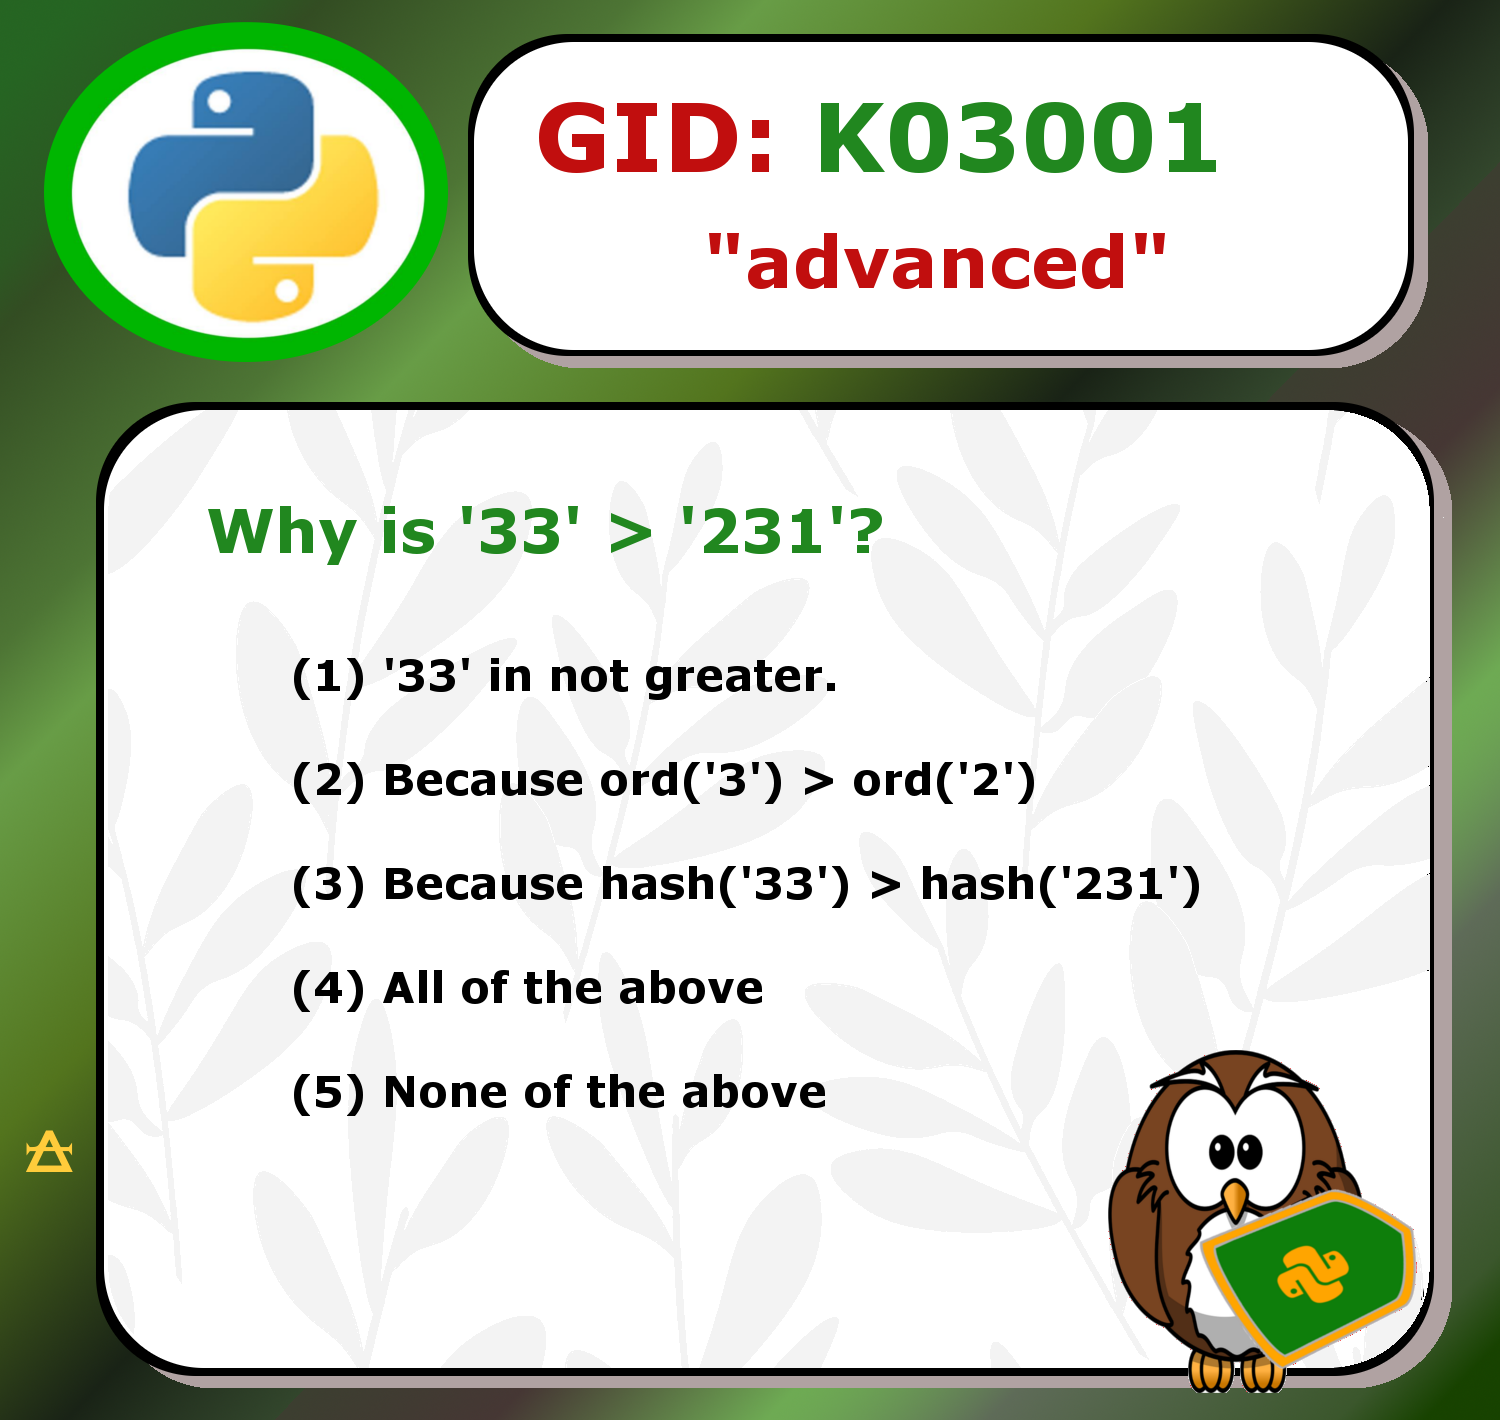 GID: K03001
"advanced"
Why is '33' > '231'?
(1) '33' in not greater.
(2) Because ord('3') > ord('2')
(3) Because hash('33') > hash('231')
(4) All of the above
(5) None of the above